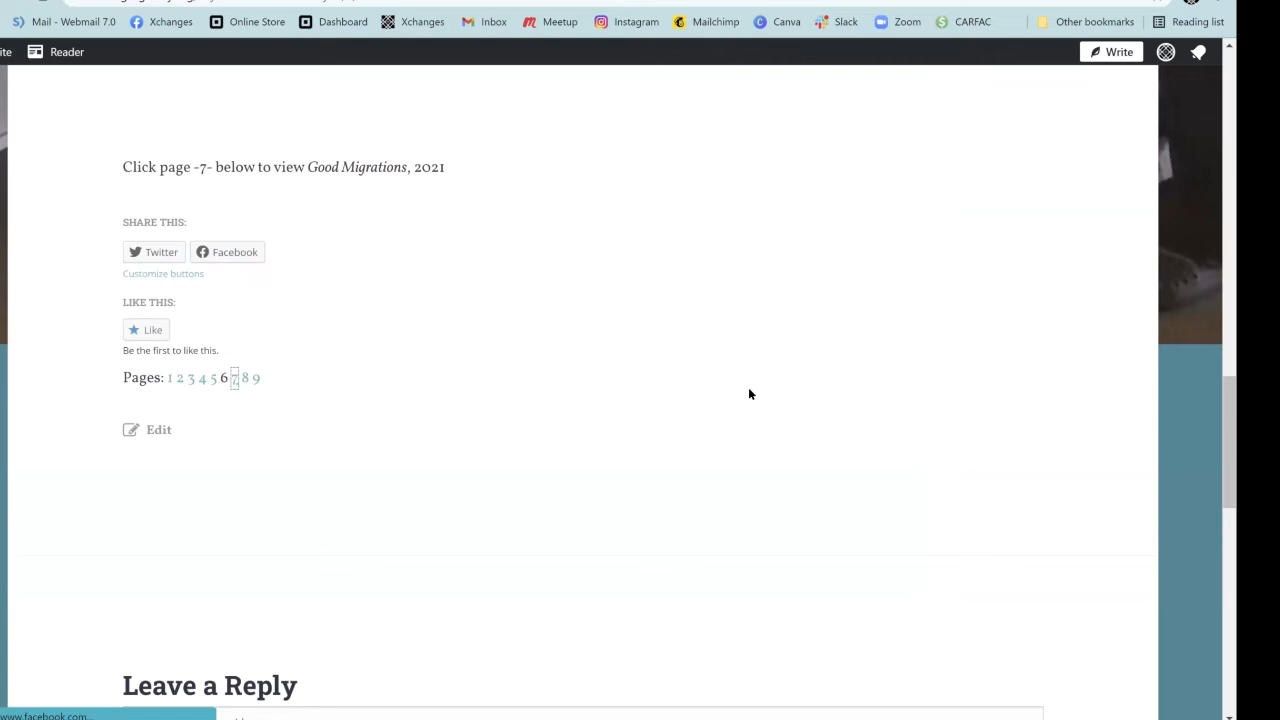 Mail - Webmail 7.0 Xchanges Online Store Dashboard Xchanges Inbox Meetup Instagram Mailchimp Canva Slack Zoom CARFAC Other bookmarks Reading list
ite Reader Write
Click page -7- below to view Good Migrations, 2021
SHARE THIS:
Twitter Facebook
Customize buttons
LIKE THIS:
Like
Be the first to like this.
Pages: 1 2 3 4 5 6 7 8 9
Edit
Leave a Reply
www.facebook.com...